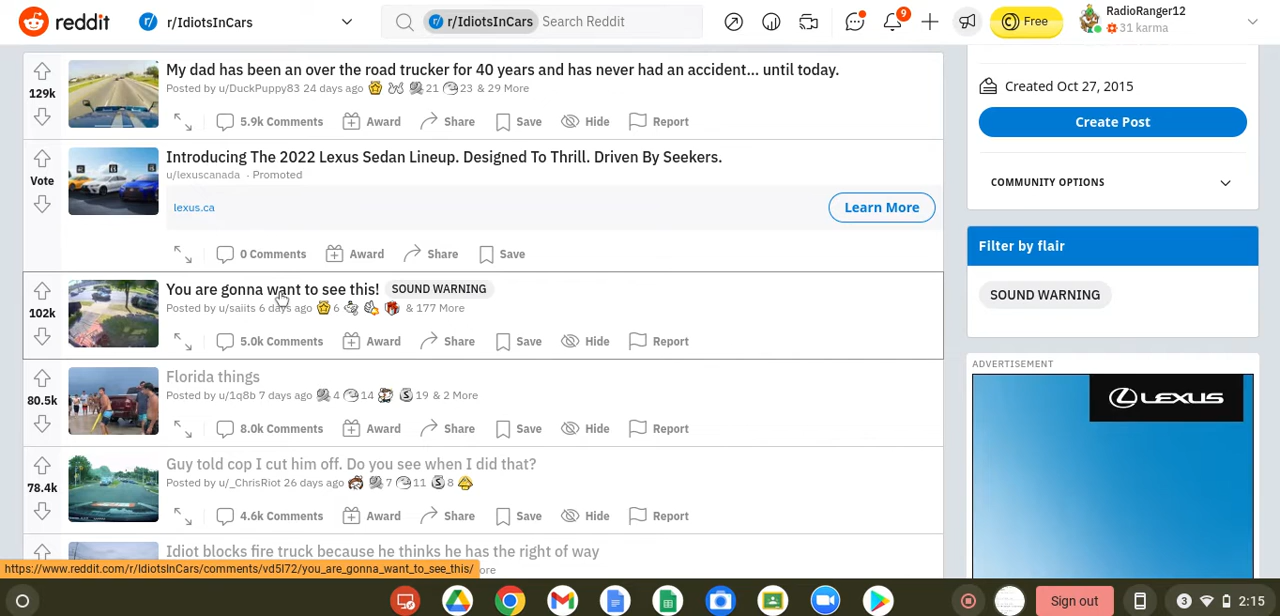 reddit r/ r/IdiotsInCars r/ r/IdiotsInCars Search Reddit 9 Free RadioRanger12
31 karma
129k
My dad has been an over the road trucker for 40 years and has never had an accident... until today.
Posted by u/DuckPuppy83 24 days ago 21 23 & 29 More
5.9k Comments Award Share Save Hide Report
Vote
Introducing The 2022 Lexus Sedan Lineup. Designed To Thrill. Driven By Seekers.
u/lexuscanada · Promoted
lexus.ca Learn More
0 Comments Award Share Save
102k
You are gonna want to see this! SOUND WARNING
Posted by u/saiits 6 days ago 6 & 177 More
5.0k Comments Award Share Save Hide Report
80.5k
Florida things
Posted by u/1q8b 7 days ago 4 14 S 19 & 2 More
8.0k Comments Award Share Save Hide Report
78.4k
Guy told cop I cut him off. Do you see when I did that?
Posted by u/_ChrisRiot 26 days ago 7 11 S 8
4.6k Comments Award Share Save Hide Report
Idiot blocks fire truck because he thinks he has the right of way
ore
https://www.reddit.com/r/IdiotsInCars/comments/vd5l72/you_are_gonna_want_to_see_this/
Created Oct 27, 2015
Create Post
COMMUNITY OPTIONS
Filter by flair
SOUND WARNING
ADVERTISEMENT
LEXUS
Sign out 3 2:15